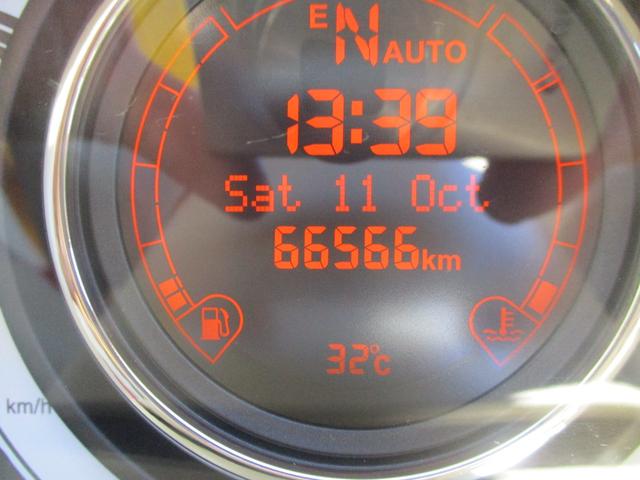 E N AUTO
13:39
Sat 11 Oct
66566km
32°C
km/h